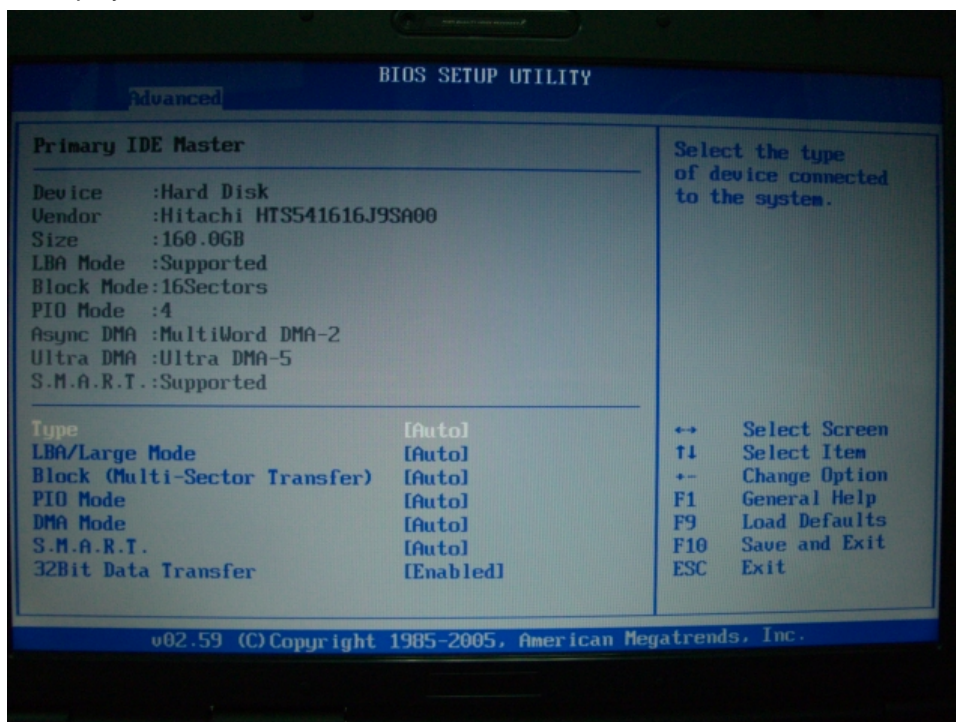 BIOS SETUP UTILITY
Advanced
Primary IDE Master
Device :Hard Disk
Vendor :Hitachi HTS541616J9SA00
Size :160.0GB
LBA Mode :Supported
Block Mode:16Sectors
PIO Mode :4
Async DMA :MultiWord DMA-2
Ultra DMA :Ultra DMA-5
S.M.A.R.T.:Supported
Type [Auto]
LBA/Large Mode [Auto]
Block (Multi-Sector Transfer) [Auto]
PIO Mode [Auto]
DMA Mode [Auto]
S.M.A.R.T. [Auto]
32Bit Data Transfer [Enabled]
Select the type
of device connected
to the system.
↔ Select Screen
↑↓ Select Item
+- Change Option
F1 General Help
F9 Load Defaults
F10 Save and Exit
ESC Exit
v02.59 (C)Copyright 1985-2005, American Megatrends, Inc.